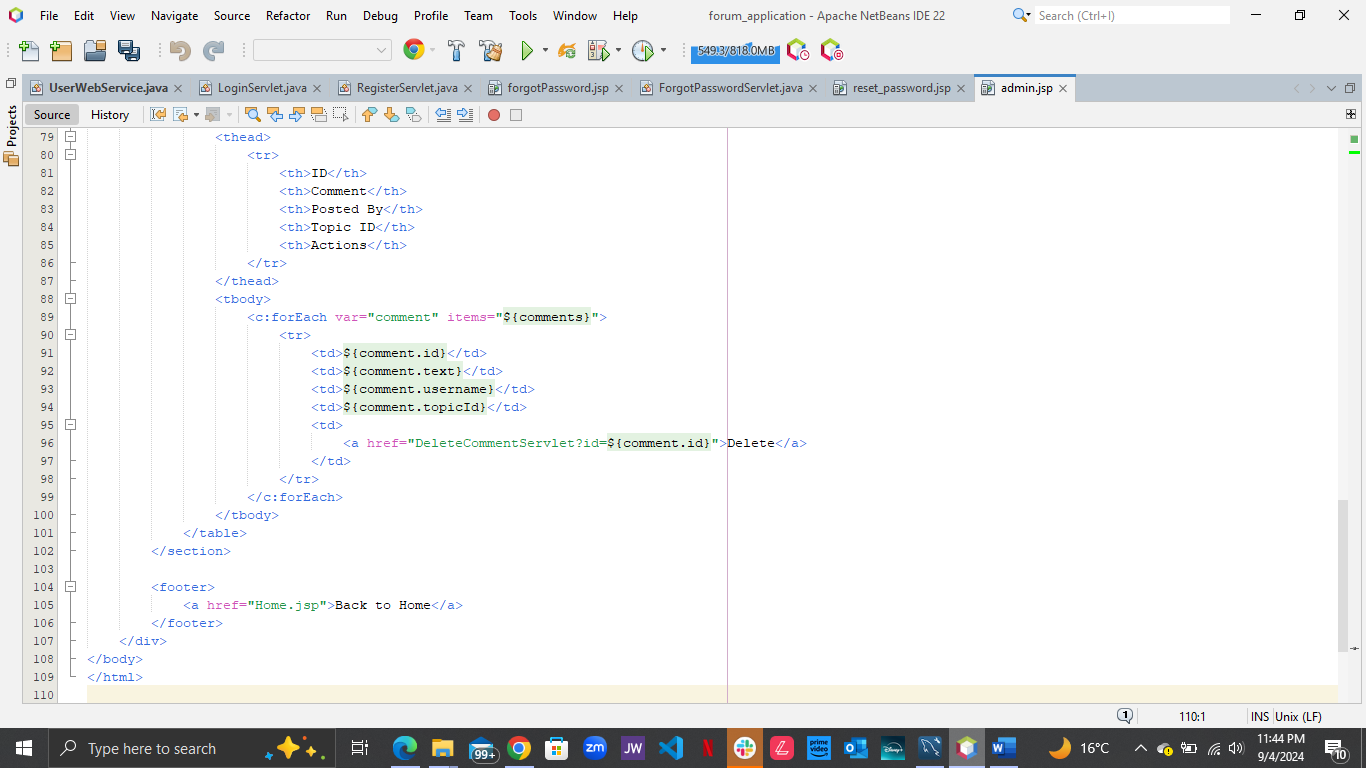 File Edit View Navigate Source Refactor Run Debug Profile Team Tools Window Help
forum_application - Apache NetBeans IDE 22
Search (Ctrl+I)
549.3/818.0MB
UserWebService.java
LoginServlet.java
RegisterServlet.java
forgotPassword.jsp
ForgotPasswordServlet.java
reset_password.jsp
admin.jsp
Projects
Source History
79 <thead>
80 <tr>
81 <th>ID</th>
82 <th>Comment</th>
83 <th>Posted By</th>
84 <th>Topic ID</th>
85 <th>Actions</th>
86 </tr>
87 </thead>
88 <tbody>
89 <c:forEach var="comment" items="${comments}">
90 <tr>
91 <td>${comment.id}</td>
92 <td>${comment.text}</td>
93 <td>${comment.username}</td>
94 <td>${comment.topicId}</td>
95 <td>
96 <a href="DeleteCommentServlet?id=${comment.id}">Delete</a>
97 </td>
98 </tr>
99 </c:forEach>
100 </tbody>
101 </table>
102 </section>
103
104 <footer>
105 <a href="Home.jsp">Back to Home</a>
106 </footer>
107 </div>
108 </body>
109 </html>
110
1
110:1
INS
Unix (LF)
Type here to search
99+
zm
JW
N
prime video
Disney+
W
16°C
11:44 PM
9/4/2024
10